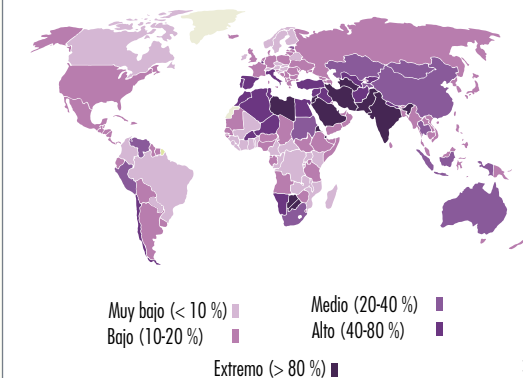 Muy bajo (< 10 %)
Bajo (10-20 %)
Medio (20-40 %)
Alto (40-80 %)
Extremo (> 80 %)